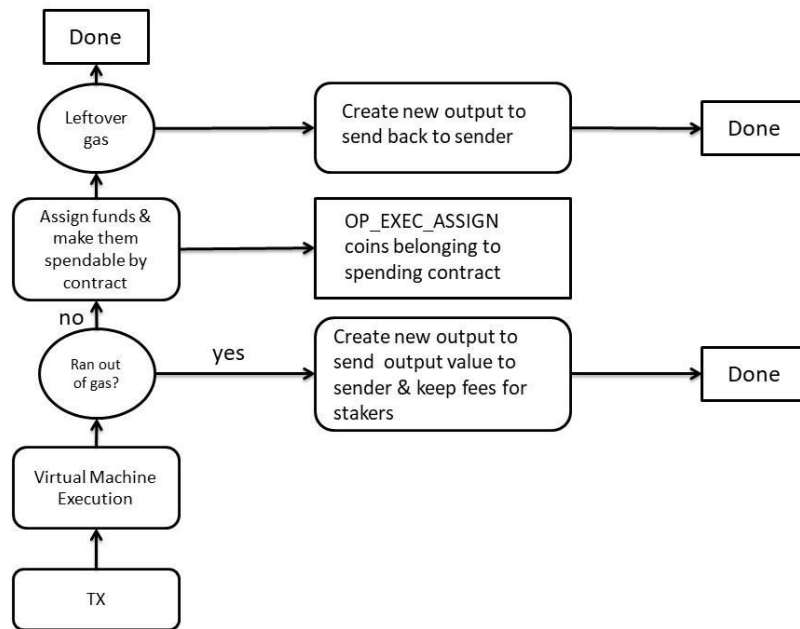 Done
Leftover
gas
Create new output to
send back to sender
Done
Assign funds &
make them
spendable by
contract
OP_EXEC_ASSIGN
coins belonging to
spending contract
no
Ran out
of gas?
yes
Create new output to
send output value to
sender & keep fees for
stakers
Done
Virtual Machine
Execution
TX